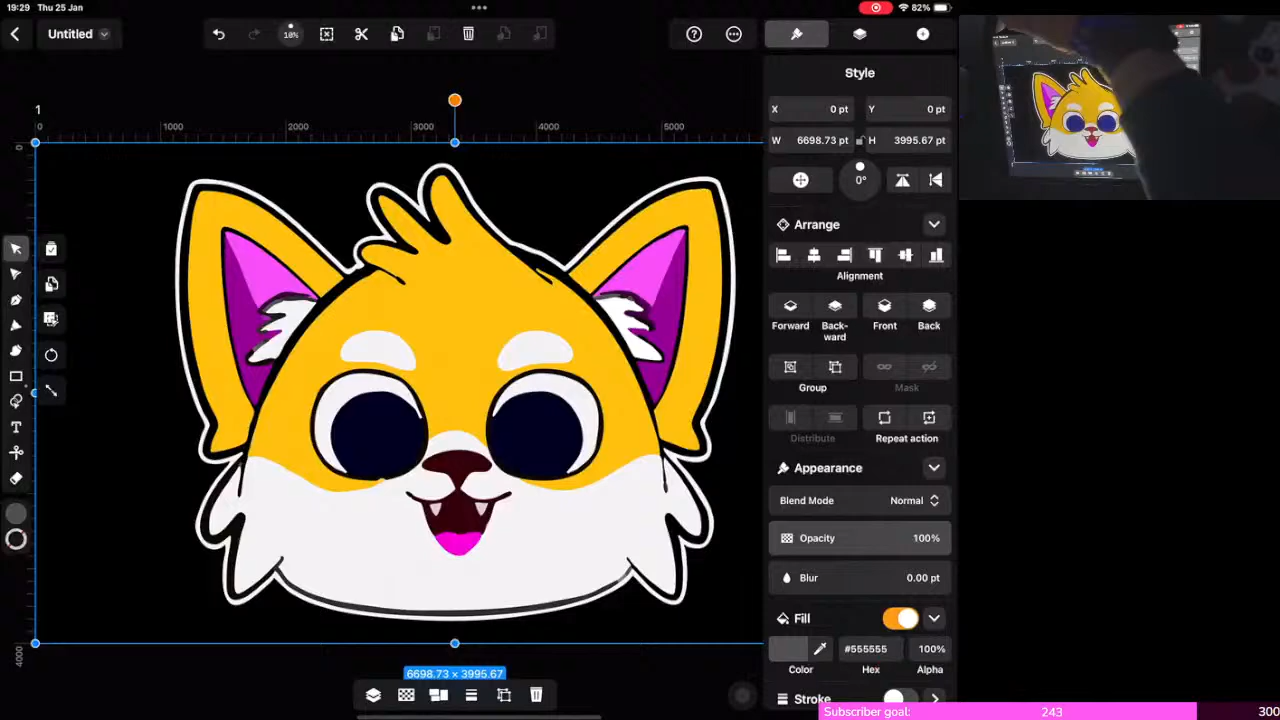 19:29 Thu 25 Jan
82%
Untitled
10%
Style
1
0 1000 2000 3000 4000 5000
X 0 pt Y 0 pt
W 6698.73 pt H 3995.67 pt
0
0°
Arrange
Alignment
Forward Back-ward Front Back
Group Mask
Distribute Repeat action
Appearance
Blend Mode Normal
Opacity 100%
Blur 0.00 pt
Fill
#555555 100%
Color Hex Alpha
4000
6698.73 × 3995.67
Stroke
Subscriber goal: 243 300